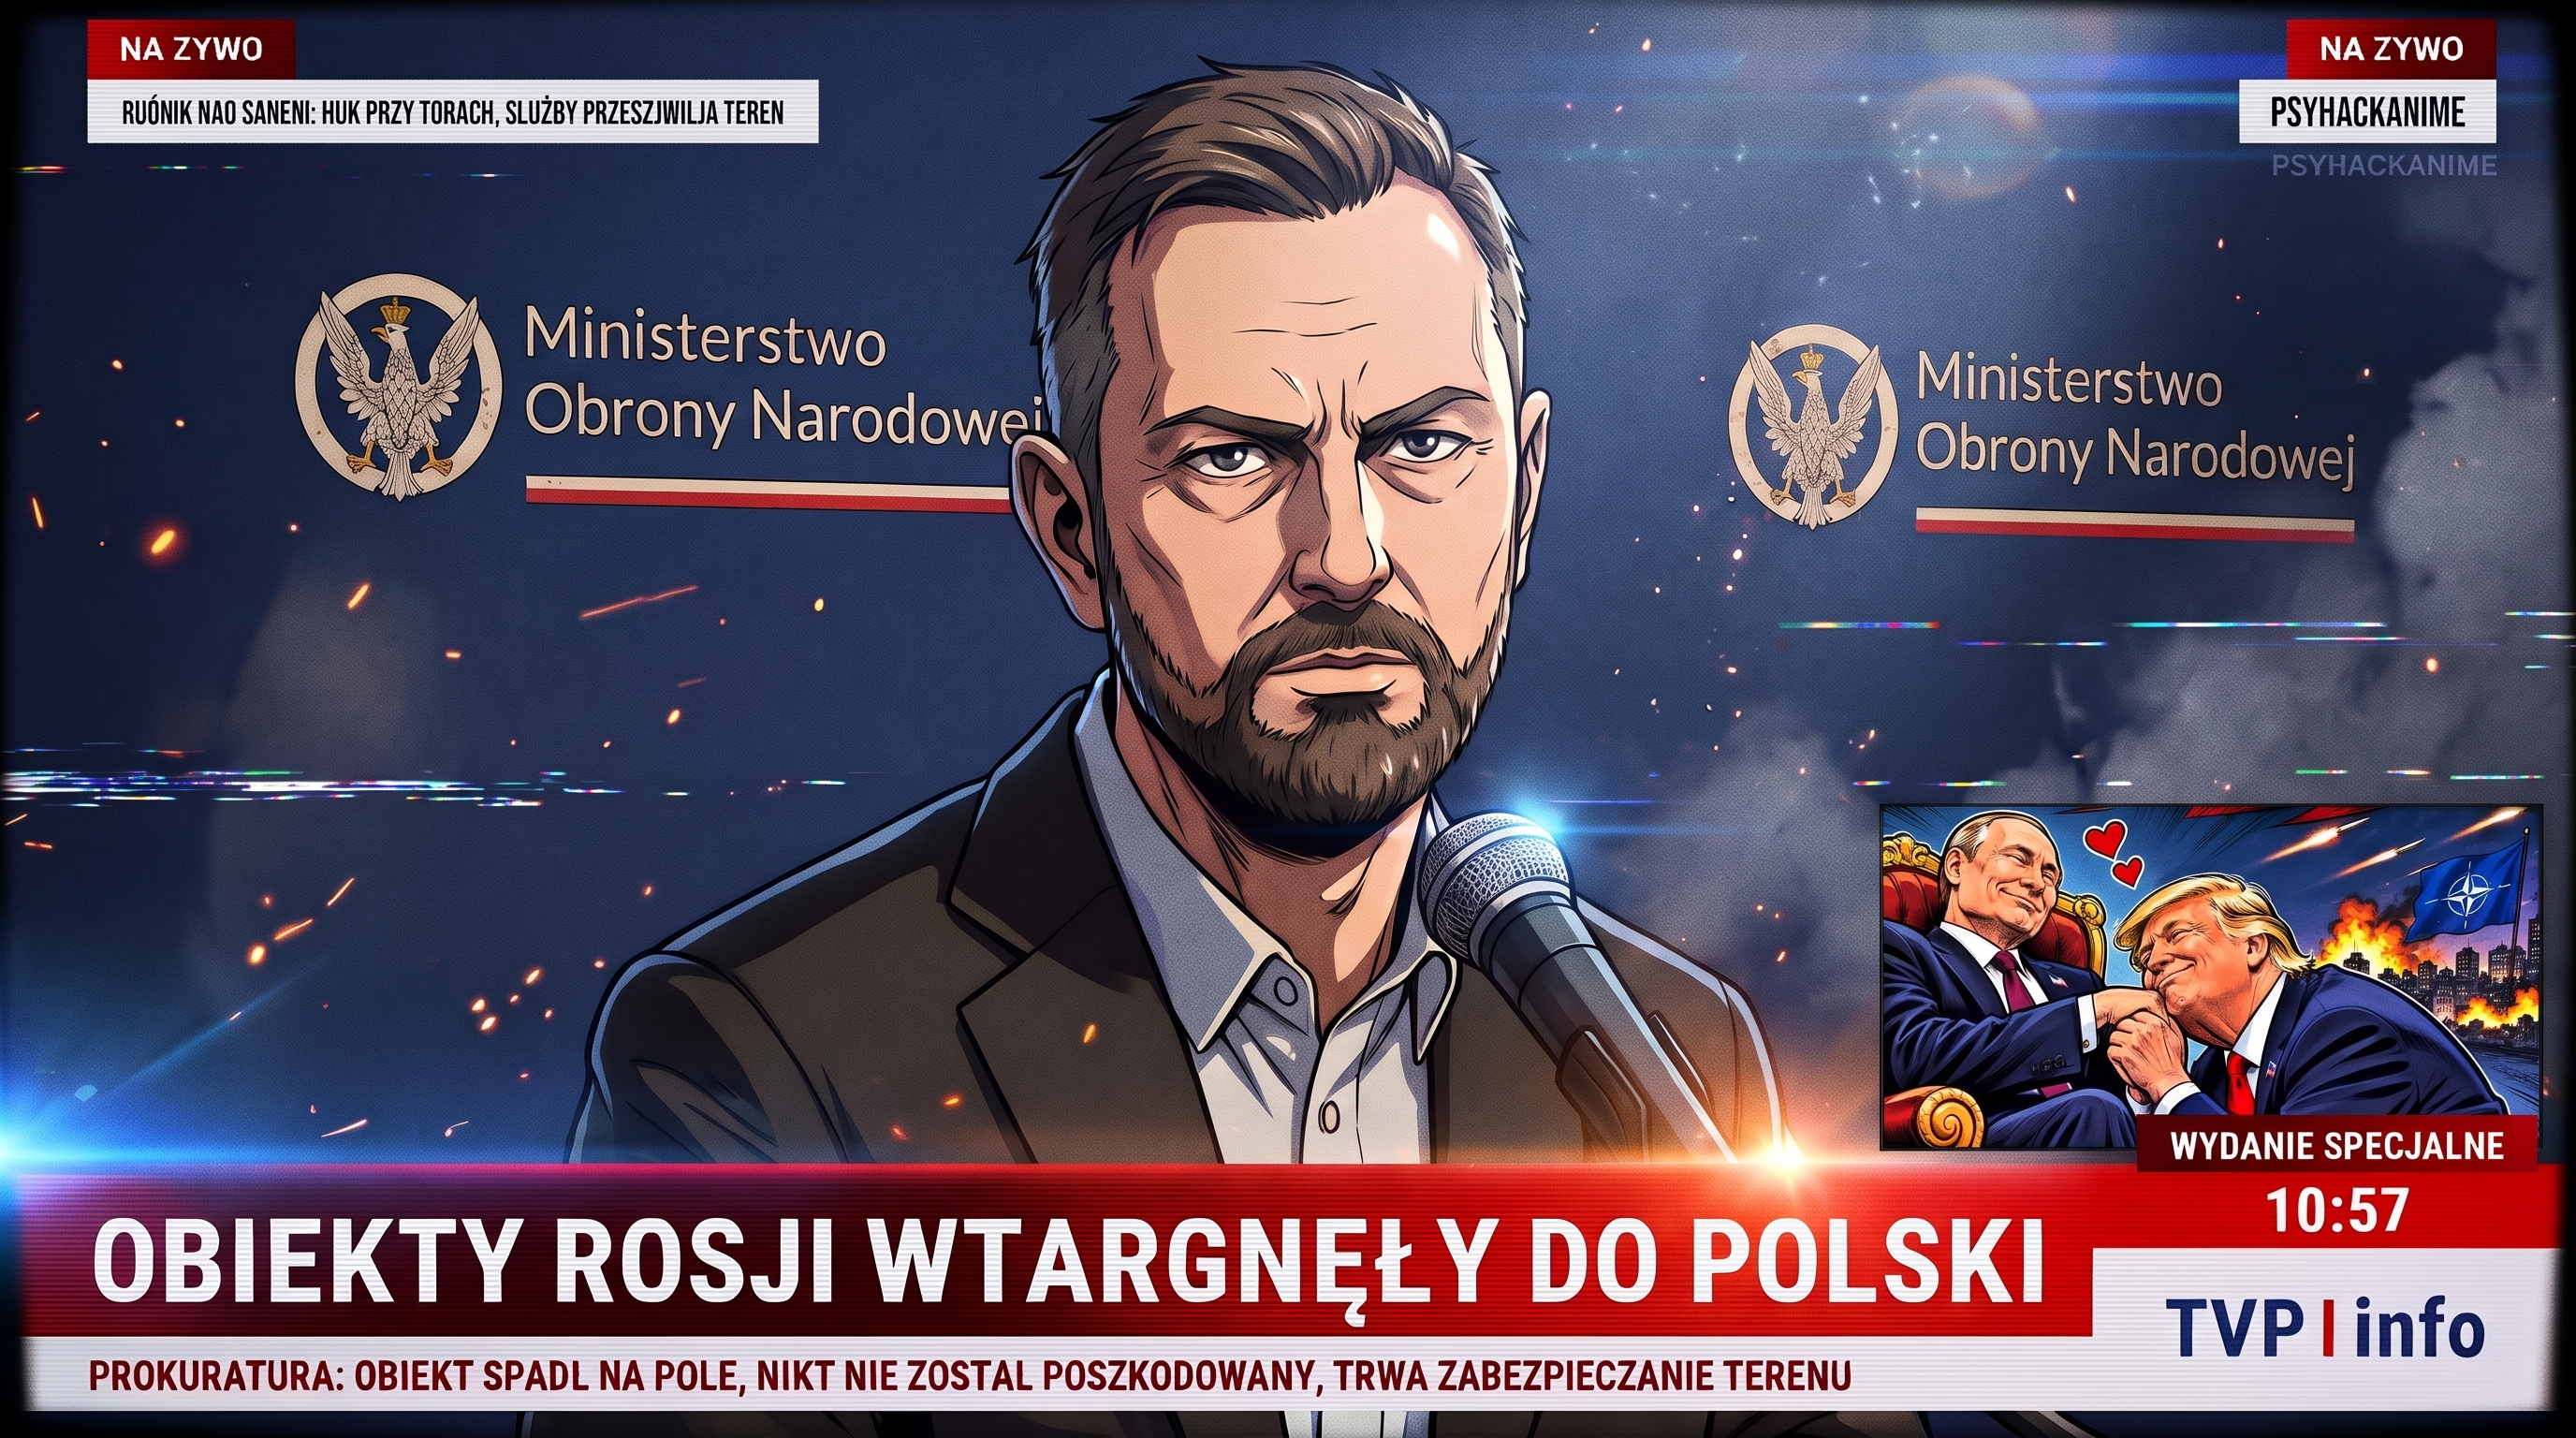 NA ZYWO
RUÓNIK NAO SANENI: HUK PRZY TORACH, SLUŻBY PRZESZJWILJA TEREN
NA ZYWO
PSYHACKANIME
PSYHACKANIME
Ministerstwo
Obrony Narodowej
Ministerstwo
Obrony Narodowej
WYDANIE SPECJALNE
10:57
OBIEKTY ROSJI WTARGNĘŁY DO POLSKI
TVP info
PROKURATURA: OBIEKT SPADL NA POLE, NIKT NIE ZOSTAL POSZKODOWANY, TRWA ZABEZPIECZANIE TERENU